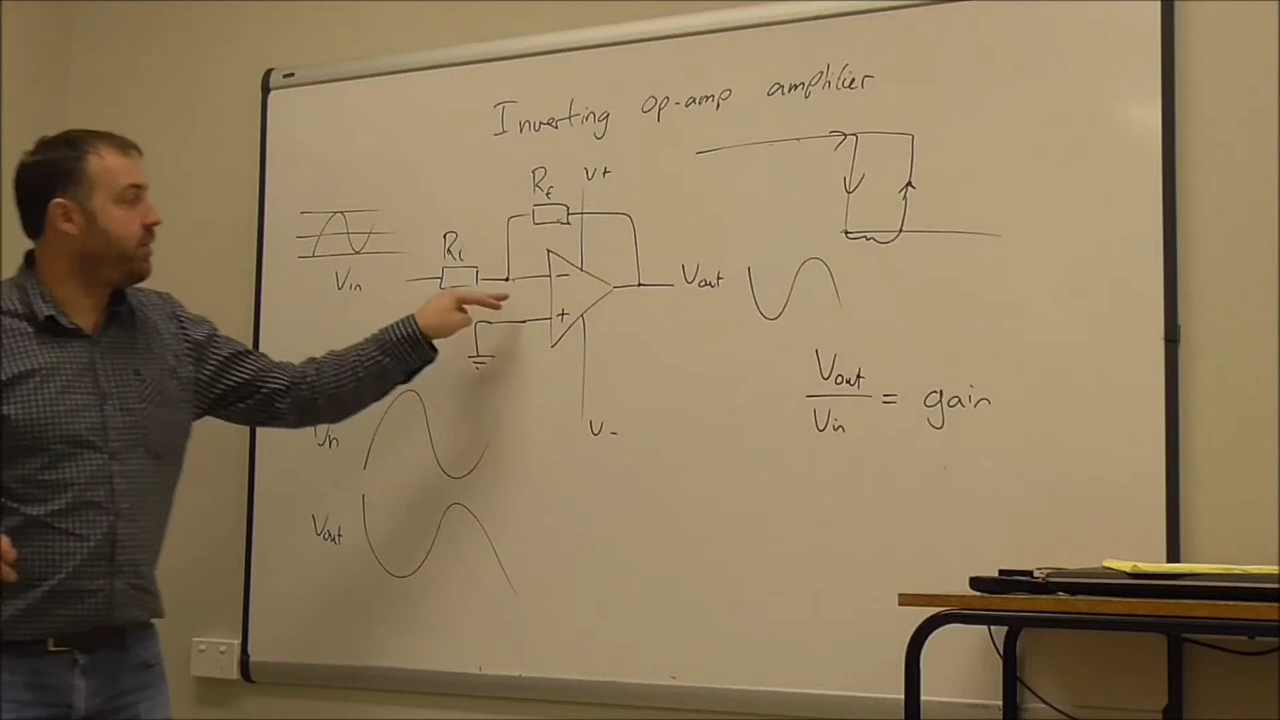 Inverting op-amp amplifier
Rf
V+
Ri
Vin
−
+
Vout
V-
Vout
Vin
= gain
Vin
Vout